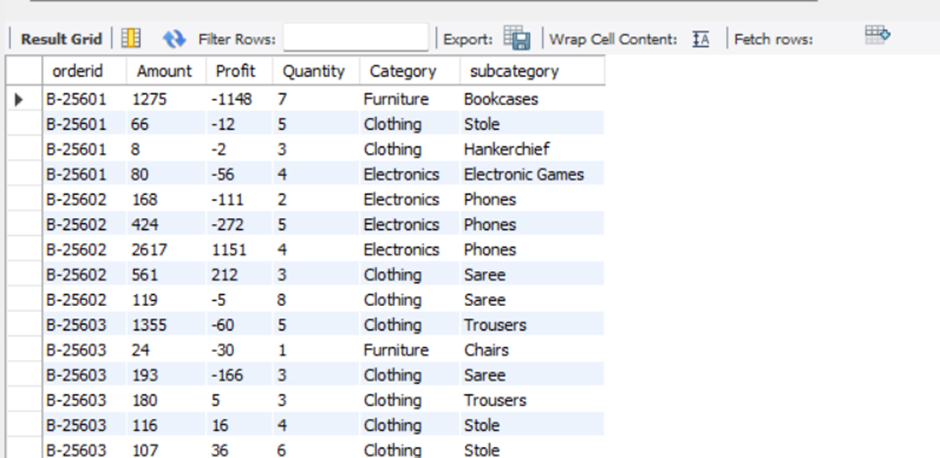 Result Grid Filter Rows: Export: Wrap Cell Content: IA Fetch rows:
orderid Amount Profit Quantity Category subcategory
B-25601 1275 -1148 7 Furniture Bookcases
B-25601 66 -12 5 Clothing Stole
B-25601 8 -2 3 Clothing Hankerchief
B-25601 80 -56 4 Electronics Electronic Games
B-25602 168 -111 2 Electronics Phones
B-25602 424 -272 5 Electronics Phones
B-25602 2617 1151 4 Electronics Phones
B-25602 561 212 3 Clothing Saree
B-25602 119 -5 8 Clothing Saree
B-25603 1355 -60 5 Clothing Trousers
B-25603 24 -30 1 Furniture Chairs
B-25603 193 -166 3 Clothing Saree
B-25603 180 5 3 Clothing Trousers
B-25603 116 16 4 Clothing Stole
B-25603 107 36 6 Clothing Stole